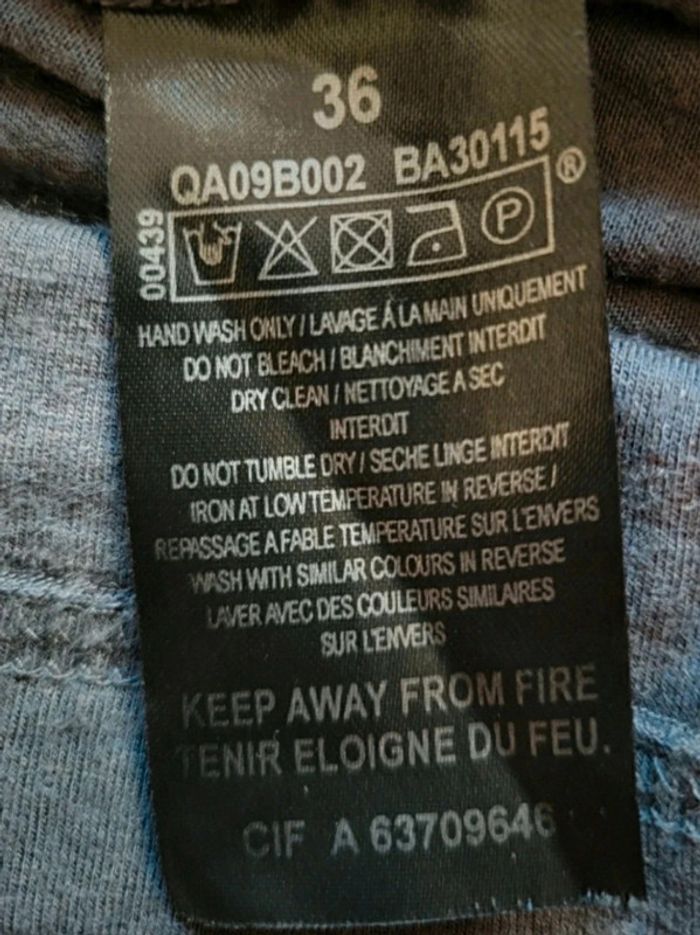 36
QA09B002 BA30115
00439
P
®
HAND WASH ONLY / LAVAGE À LA MAIN UNIQUEMENT
DO NOT BLEACH / BLANCHIMENT INTERDIT
DRY CLEAN / NETTOYAGE A SEC
INTERDIT
DO NOT TUMBLE DRY / SECHE LINGE INTERDIT
IRON AT LOW TEMPERATURE IN REVERSE /
REPASSAGE A FABLE TEMPERATURE SUR L'ENVERS
WASH WITH SIMILAR COLOURS IN REVERSE
LAVER AVEC DES COULEURS SIMILAIRES
SUR L'ENVERS
KEEP AWAY FROM FIRE
TENIR ELOIGNE DU FEU.
CIF A 63709646